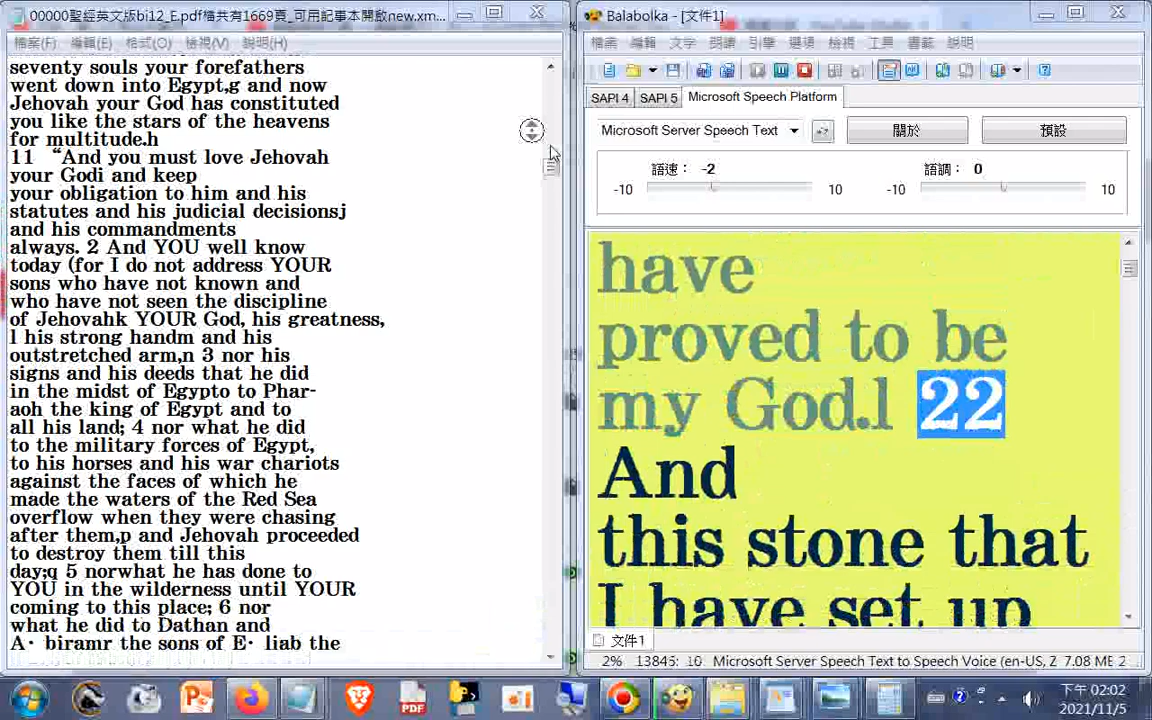 00000聖經英文版bi12_E.pdf檔共有1669頁_可用記事本開啟new.xm...
檔案(F) 編輯(E) 格式(O) 檢視(V) 說明(H)
seventy souls your forefathers
went down into Egypt,g and now
Jehovah your God has constituted
you like the stars of the heavens
for multitude.h
11 “And you must love Jehovah
your Godi and keep
your obligation to him and his
statutes and his judicial decisionsj
and his commandments
always. 2 And YOU well know
today (for I do not address YOUR
sons who have not known and
who have not seen the discipline
of Jehovahk YOUR God, his greatness,
l his strong handm and his
outstretched arm,n 3 nor his
signs and his deeds that he did
in the midst of Egypto to Phar-
aoh the king of Egypt and to
all his land; 4 nor what he did
to the military forces of Egypt,
to his horses and his war chariots
against the faces of which he
made the waters of the Red Sea
overflow when they were chasing
after them,p and Jehovah proceeded
to destroy them till this
day;q 5 norwhat he has done to
YOU in the wilderness until YOUR
coming to this place; 6 nor
what he did to Dathan and
A· biramr the sons of E· liab the
Balabolka - [文件1]
檔案 編輯 文字 朗讀 引擎 選項 檢視 工具 書籤 說明
SAPI 4 SAPI 5 Microsoft Speech Platform
Microsoft Server Speech Text 關於 預設
語速： -2 語調： 0
-10 10 -10 10
have
proved to be
my God.l 22
And
this stone that
I have set up
文件1
2% 13845: 10 Microsoft Server Speech Text to Speech Voice (en-US, Z 7.08 MB 2
PDF
下午 02:02
2021/11/5